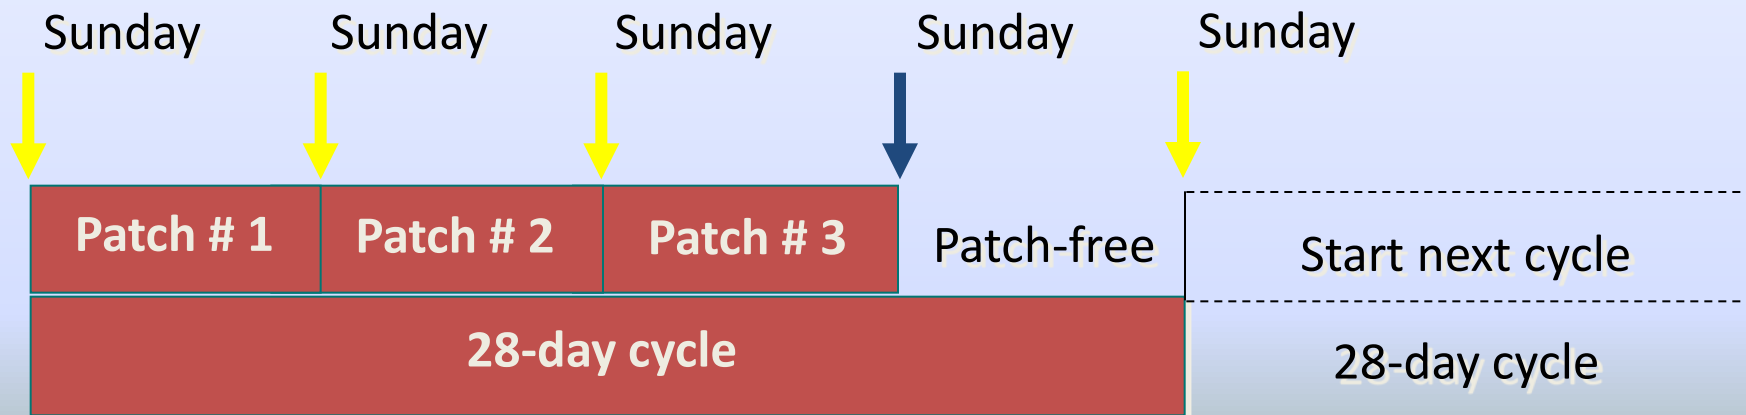 Sunday Sunday Sunday Sunday Sunday
Patch # 1 Patch # 2 Patch # 3 Patch-free Start next cycle
28-day cycle 28-day cycle